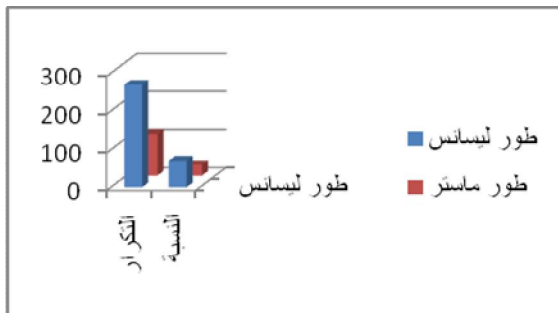 300
200
100
0
التكرار
النسبة
طور ليسانس
طور ليسانس
طور ماستر